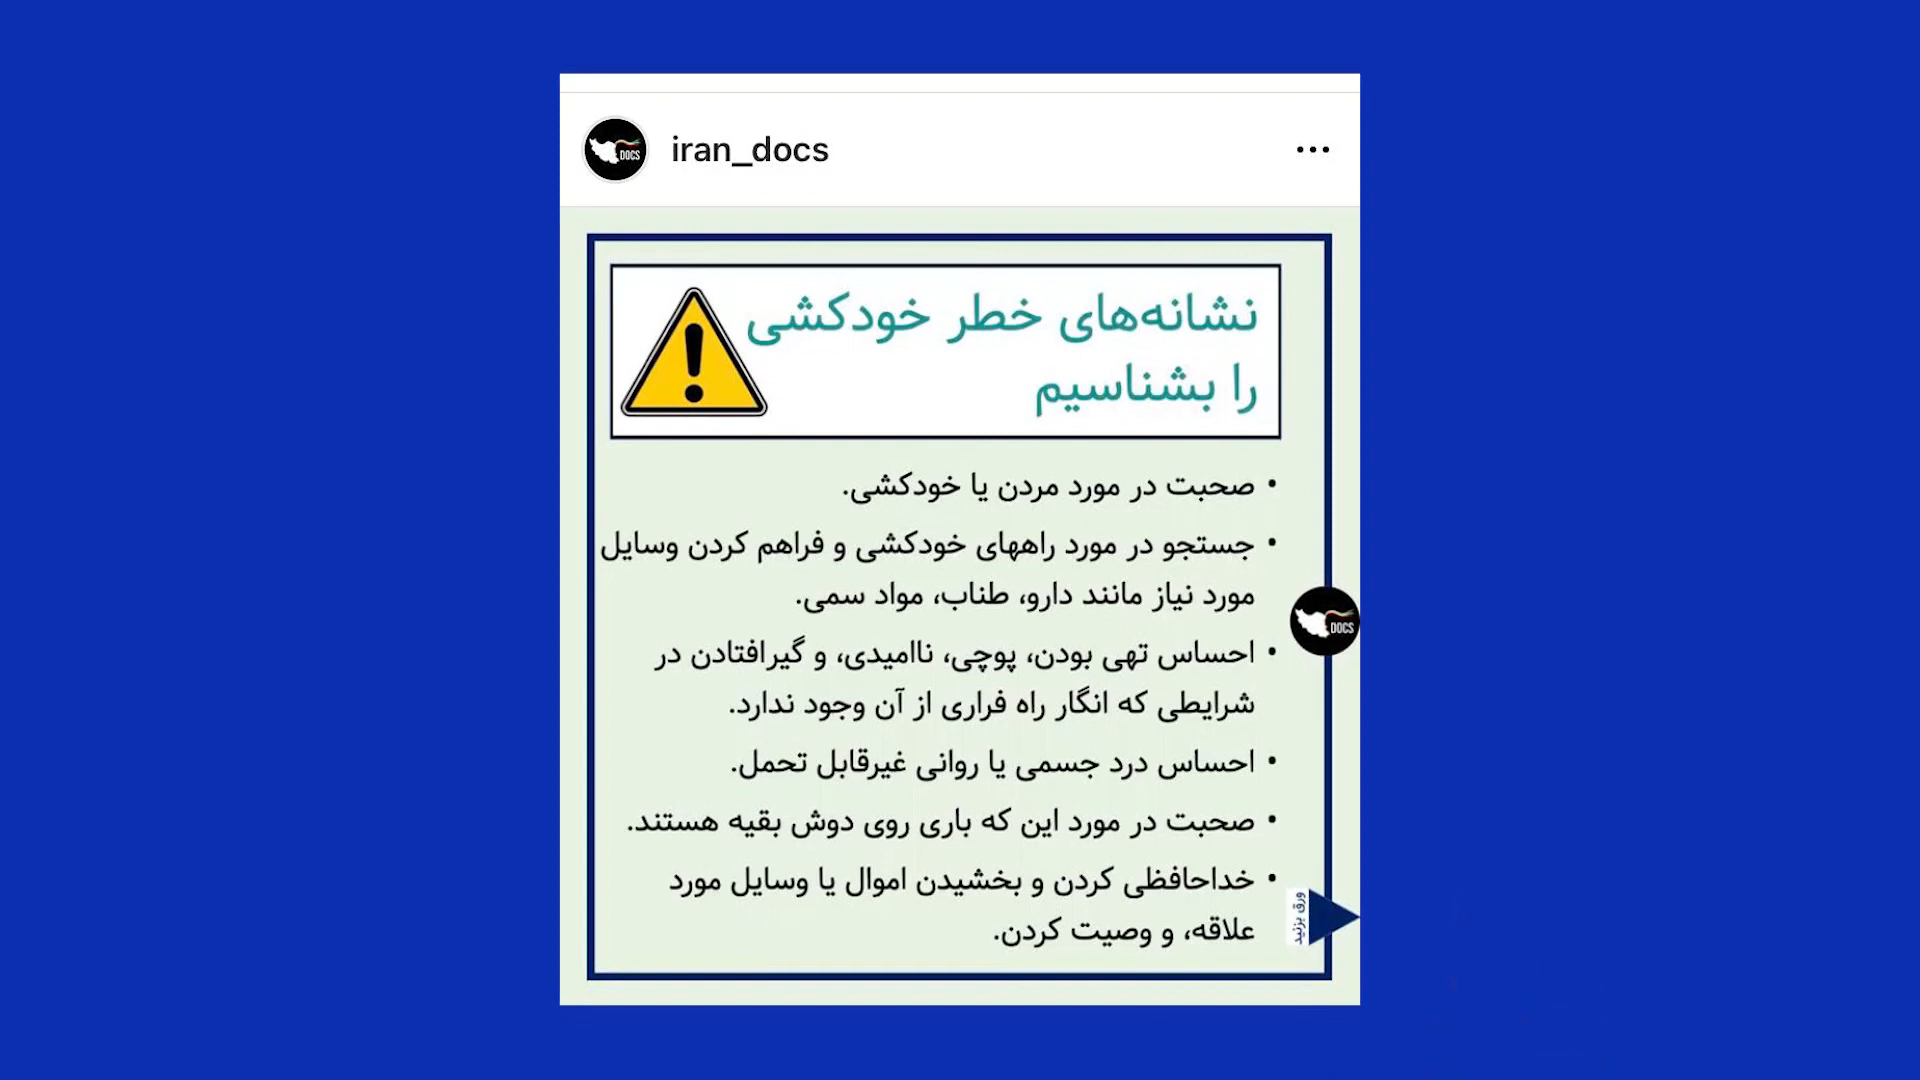 DOCS
iran_docs
نشانه‌های خطر خودکشی
را بشناسیم
• صحبت در مورد مردن یا خودکشی.
• جستجو در مورد راههای خودکشی و فراهم کردن وسایل
مورد نیاز مانند دارو، طناب، مواد سمی.
DOCS
• احساس تهی بودن، پوچی، ناامیدی، و گیرافتادن در
شرایطی که انگار راه فراری از آن وجود ندارد.
• احساس درد جسمی یا روانی غیرقابل تحمل.
• صحبت در مورد این که باری روی دوش بقیه هستند.
• خداحافظی کردن و بخشیدن اموال یا وسایل مورد
علاقه، و وصیت کردن.
ورق بزنید